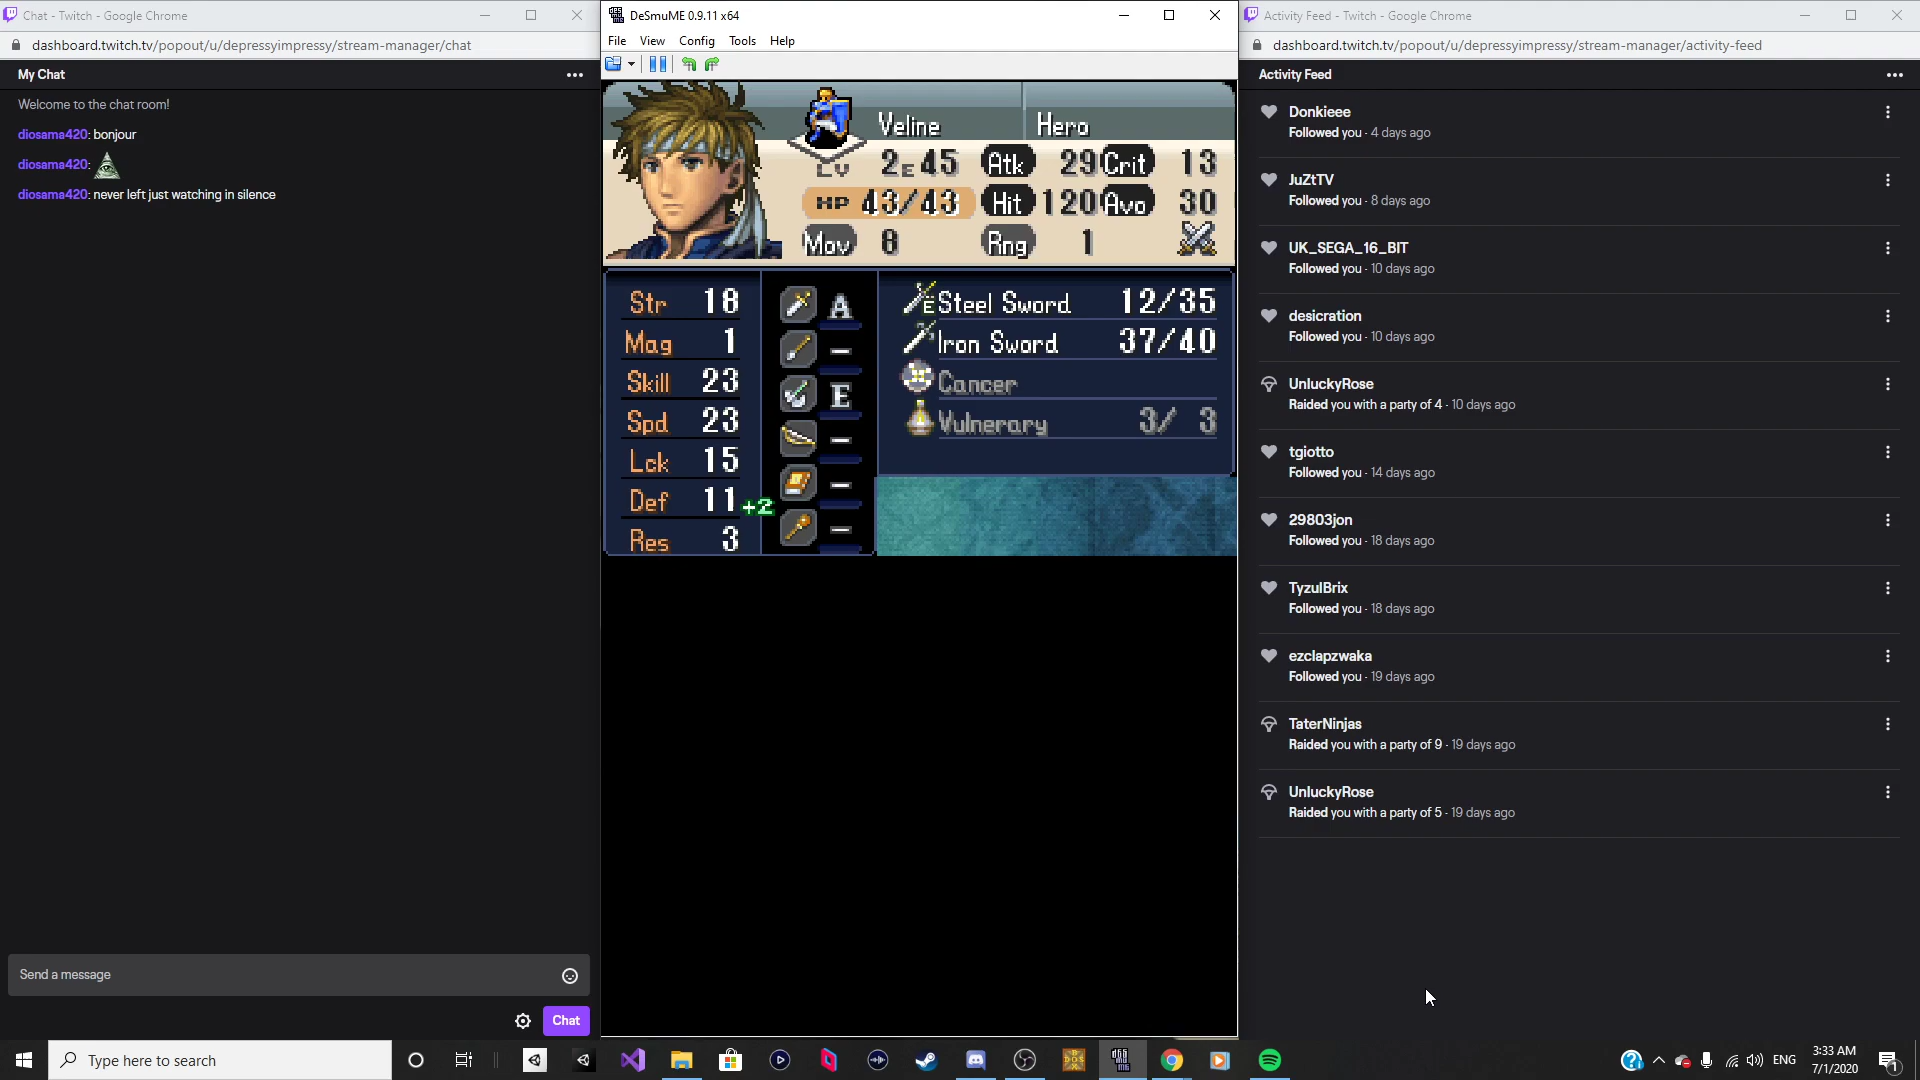 Chat - Twitch - Google Chrome
dashboard.twitch.tv/popout/u/depressyimpressy/stream-manager/chat
My Chat
Welcome to the chat room!
diosama420: bonjour
diosama420:
diosama420: never left just watching in silence
Send a message
Chat
DeSmuME 0.9.11 x64
File View Config Tools Help
Veline Hero
LV 2 E 45 Atk 29 Crit 13
HP 43/43 Hit 120 Avo 30
Mov 8 Rng 1
Str 18
Mag 1
Skill 23
Spd 23
Lck 15
Def 11 +2
Res 3
A
–
E
–
–
–
E Steel Sword 12/35
Iron Sword 37/40
Cancer
Vulnerary 3/ 3
Activity Feed - Twitch - Google Chrome
dashboard.twitch.tv/popout/u/depressyimpressy/stream-manager/activity-feed
Activity Feed
Donkieee
Followed you · 4 days ago
JuZtTV
Followed you · 8 days ago
UK_SEGA_16_BIT
Followed you · 10 days ago
desicration
Followed you · 10 days ago
UnluckyRose
Raided you with a party of 4 · 10 days ago
tgiotto
Followed you · 14 days ago
29803jon
Followed you · 18 days ago
TyzulBrix
Followed you · 18 days ago
ezclapzwaka
Followed you · 19 days ago
TaterNinjas
Raided you with a party of 9 · 19 days ago
UnluckyRose
Raided you with a party of 5 · 19 days ago
Type here to search
ENG
3:33 AM
7/1/2020
1